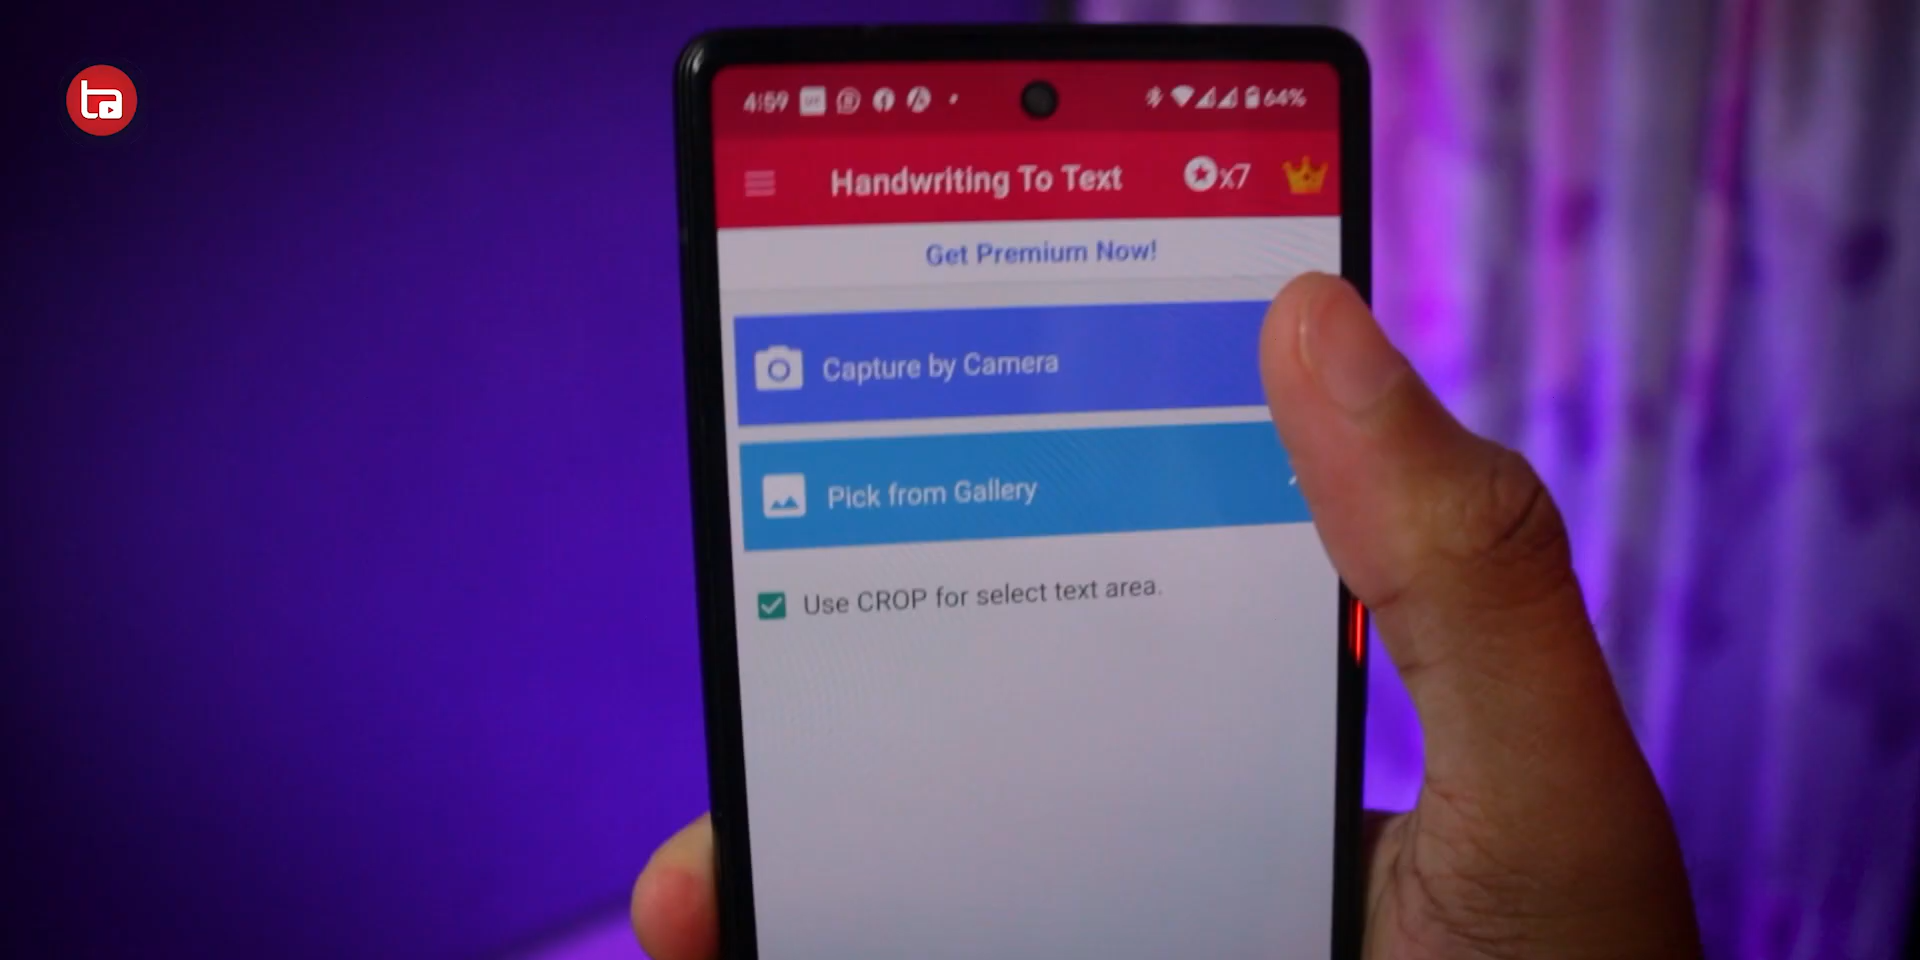 ta
4:59
64%
Handwriting To Text
x7
Get Premium Now!
Capture by Camera
Pick from Gallery
Use CROP for select text area.